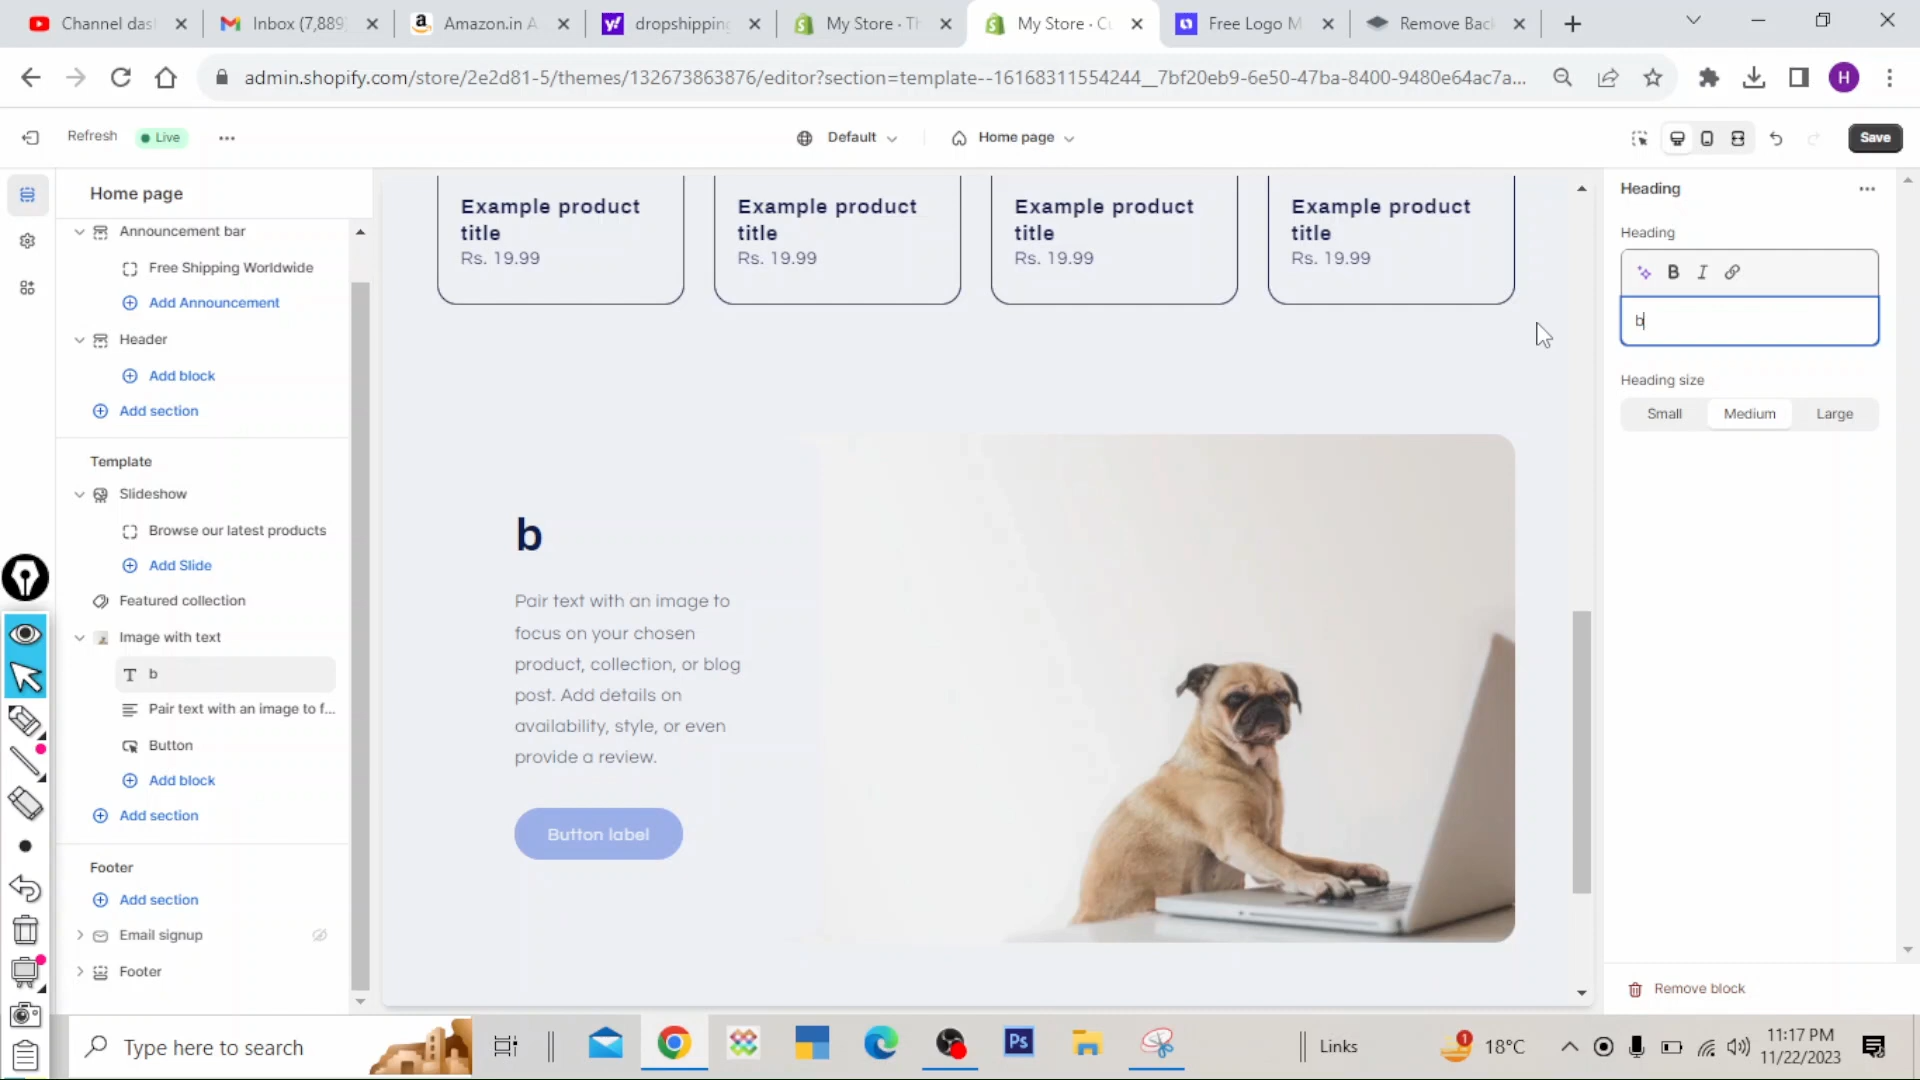 Channel das
Inbox (7,889
Amazon.in A
dropshipping
My Store · Th
My Store · Cu
Free Logo M
Remove Back
admin.shopify.com/store/2e2d81-5/themes/132673863876/editor?section=template--16168311554244__7bf20eb9-6e50-47ba-8400-9480e64ac7a...
H
Refresh
Live
Default
Home page
Save
Home page
Announcement bar
Free Shipping Worldwide
Add Announcement
Header
Add block
Add section
Template
Slideshow
Browse our latest products
Add Slide
Featured collection
Image with text
b
Pair text with an image to f...
Button
Add block
Add section
Footer
Add section
Email signup
Footer
Example product
title
Rs. 19.99
Example product
title
Rs. 19.99
Example product
title
Rs. 19.99
Example product
title
Rs. 19.99
b
Pair text with an image to
focus on your chosen
product, collection, or blog
post. Add details on
availability, style, or even
provide a review.
Button label
Heading
Heading
B I
b
Heading size
Small Medium Large
Remove block
Type here to search
Ps
Links
1
18°C
11:17 PM
11/22/2023